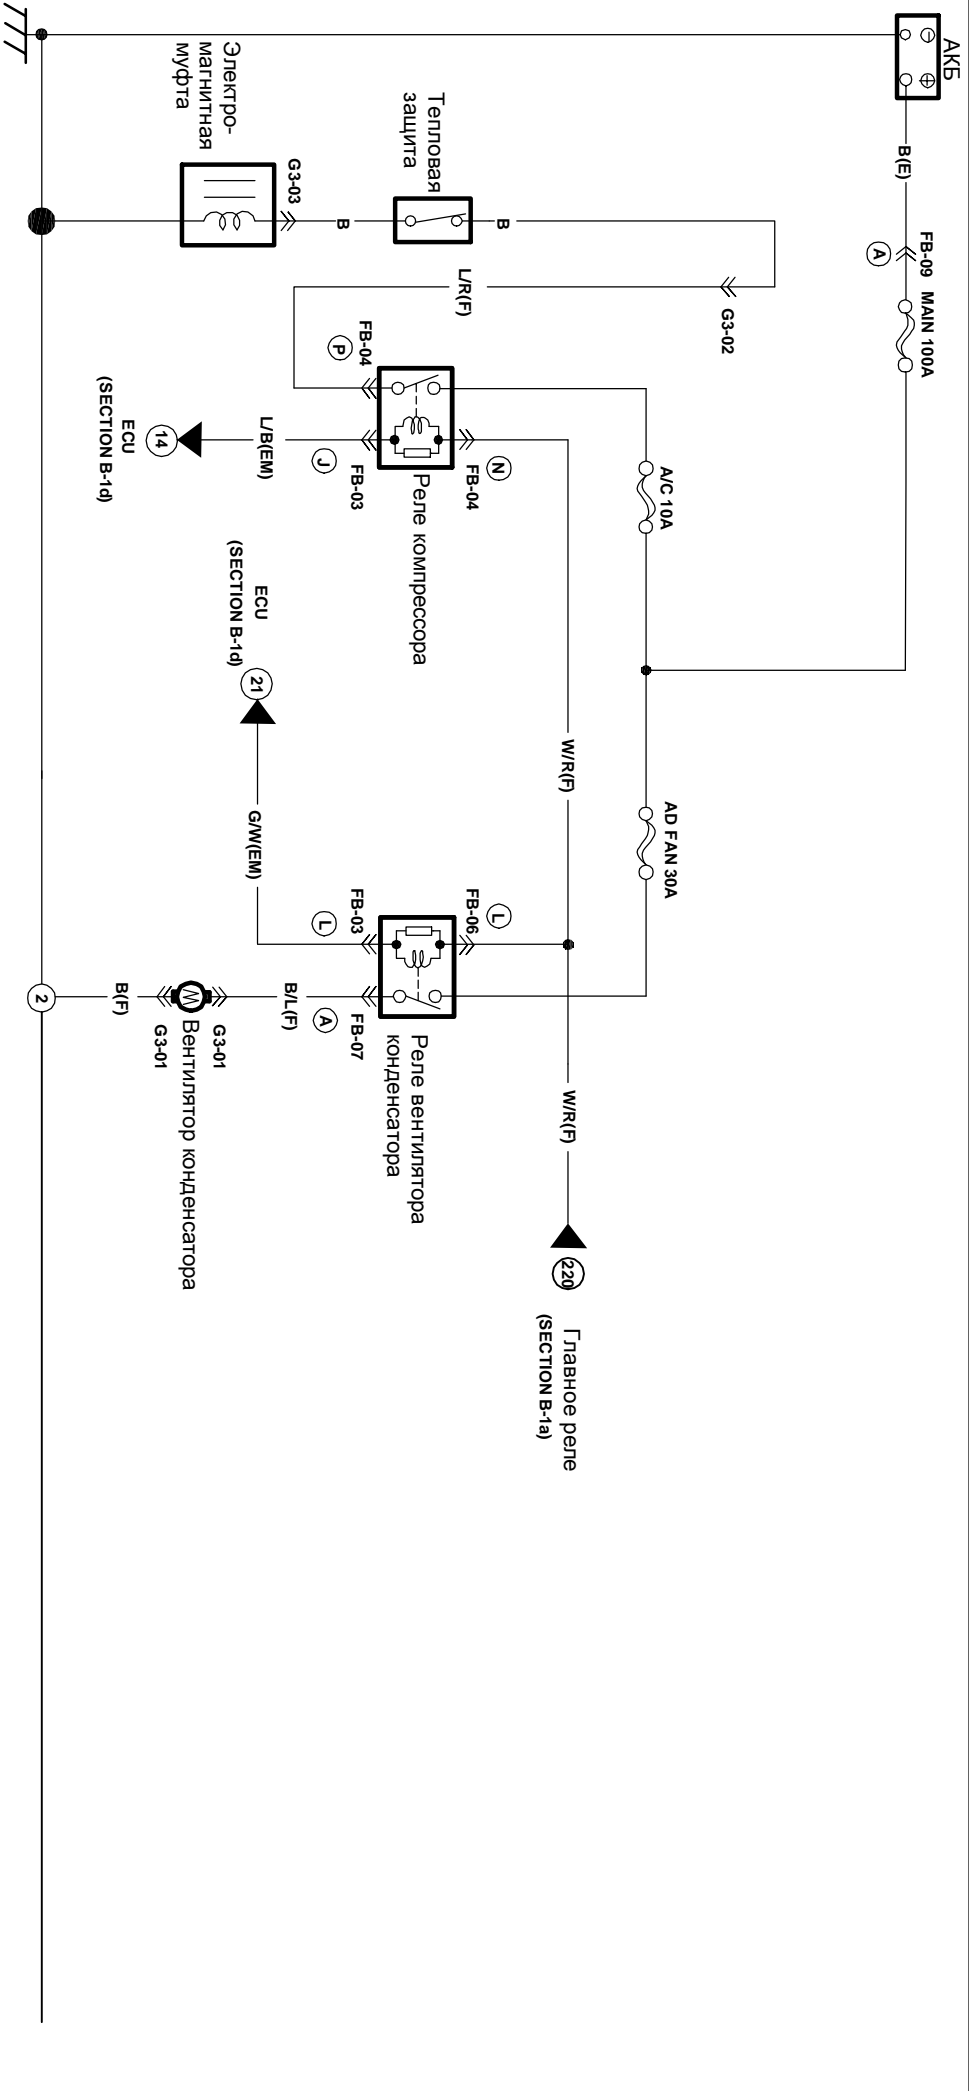 АКБ
B(E)
FB-09
A
MAIN 100A
Электро-
магнитная
муфта
G3-03
B
Тепловая
защита
B
G3-02
L/R(F)
FB-04
P
A/C 10A
N
FB-04
Реле компрессора
FB-03
J
L/B(EM)
14
ECU
(SECTION B-1d)
ECU
(SECTION B-1d)
21
G/W(EM)
W/R(F)
AD FAN 30A
L
FB-06
FB-03
L
Реле вентилятора
конденсатора
FB-07
A
B/L(F)
G3-01
Вентилятор конденсатора
G3-01
B(F)
2
W/R(F)
220
Главное реле
(SECTION B-1a)